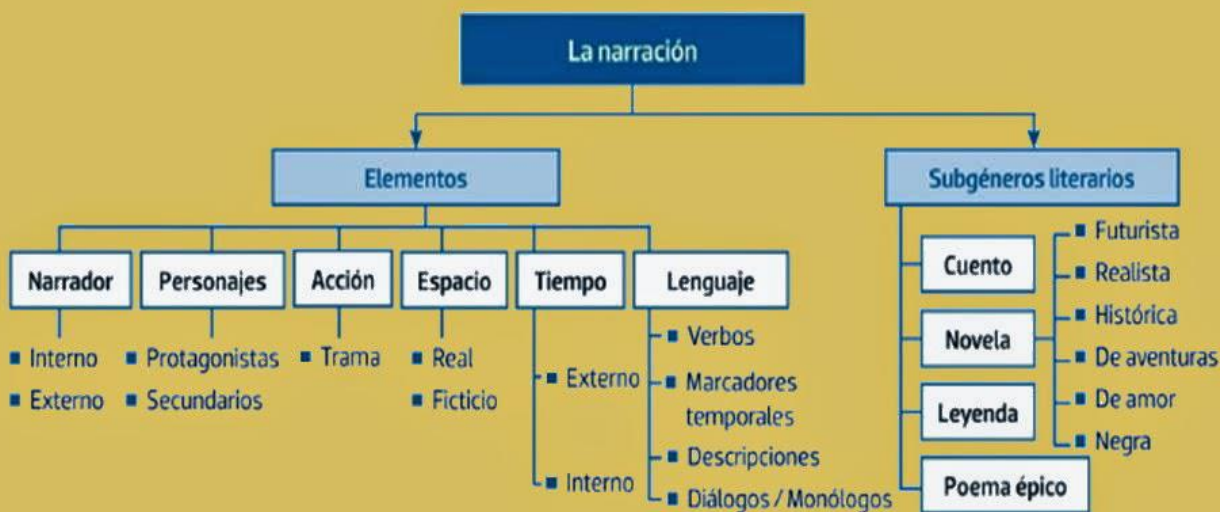 La narración
Elementos
Subgéneros literarios
Narrador
Personajes
Acción
Espacio
Tiempo
Lenguaje
Interno
Externo
Protagonistas
Secundarios
Trama
Real
Ficticio
Externo
Interno
Verbos
Marcadores
temporales
Descripciones
Diálogos / Monólogos
Cuento
Novela
Leyenda
Poema épico
Futurista
Realista
Histórica
De aventuras
De amor
Negra